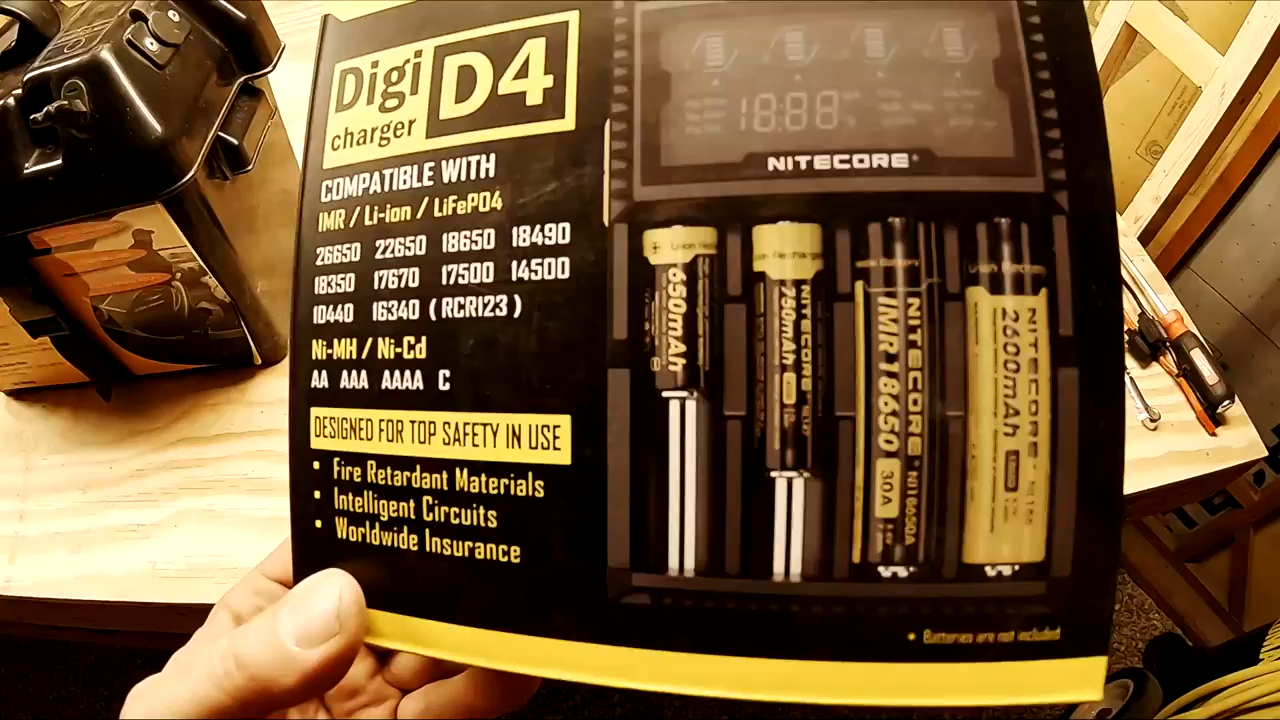 Digi
charger
D4
COMPATIBLE WITH
IMR / Li-ion / LiFePO4
26650 22650 18650 18490
18350 17670 17500 14500
10440 16340 ( RCR123 )
Ni-MH / Ni-Cd
AA AAA AAAA C
DESIGNED FOR TOP SAFETY IN USE
• Fire Retardant Materials
• Intelligent Circuits
• Worldwide Insurance
18:88
NITECORE
650mAh
NITECORE
750mAh
NITECORE
IMR18650
30A
NITECORE
2600mAh
• Batteries are not included